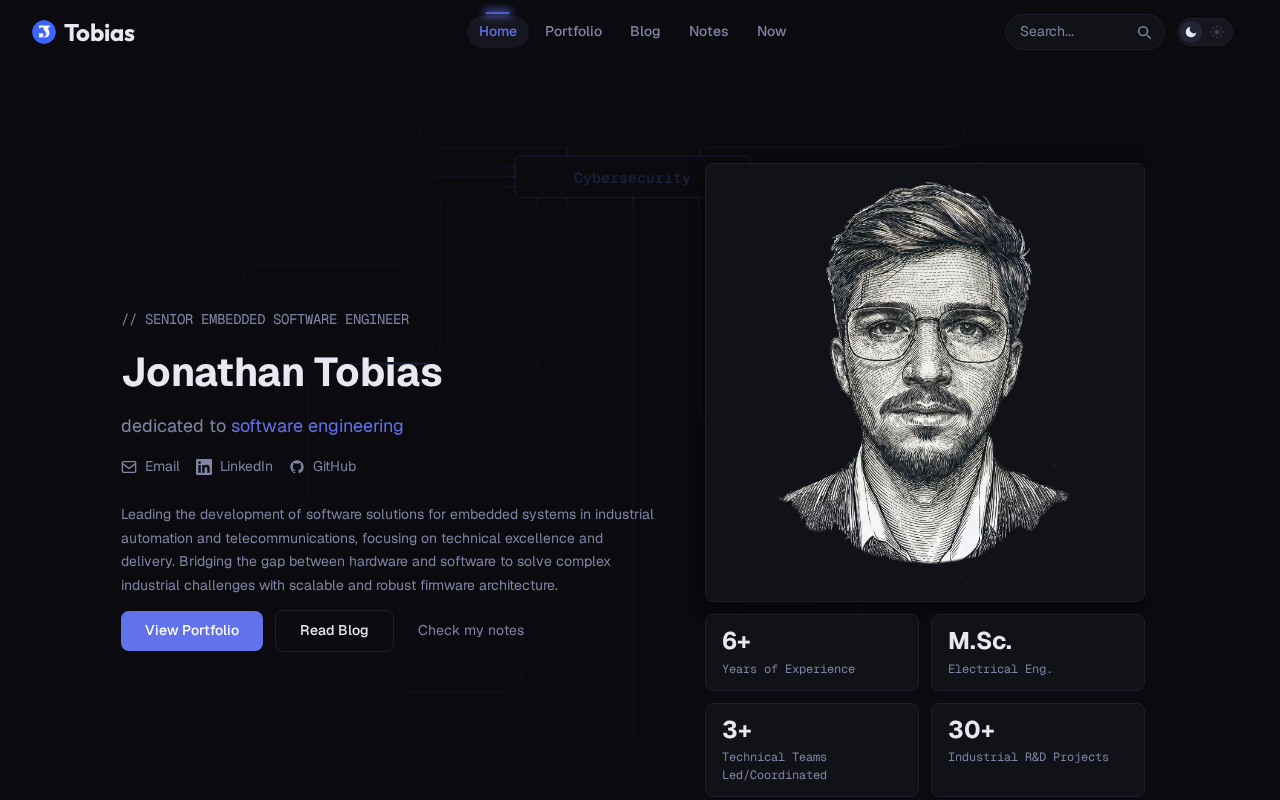 Tobias
Home
Portfolio
Blog
Notes
Now
Search...
Cybersecurity
// SENIOR EMBEDDED SOFTWARE ENGINEER
Jonathan Tobias
dedicated to software engineering
Email
LinkedIn
GitHub
Leading the development of software solutions for embedded systems in industrial
automation and telecommunications, focusing on technical excellence and
delivery. Bridging the gap between hardware and software to solve complex
industrial challenges with scalable and robust firmware architecture.
View Portfolio
Read Blog
Check my notes
6+
Years of Experience
M.Sc.
Electrical Eng.
3+
Technical Teams
Led/Coordinated
30+
Industrial R&D Projects